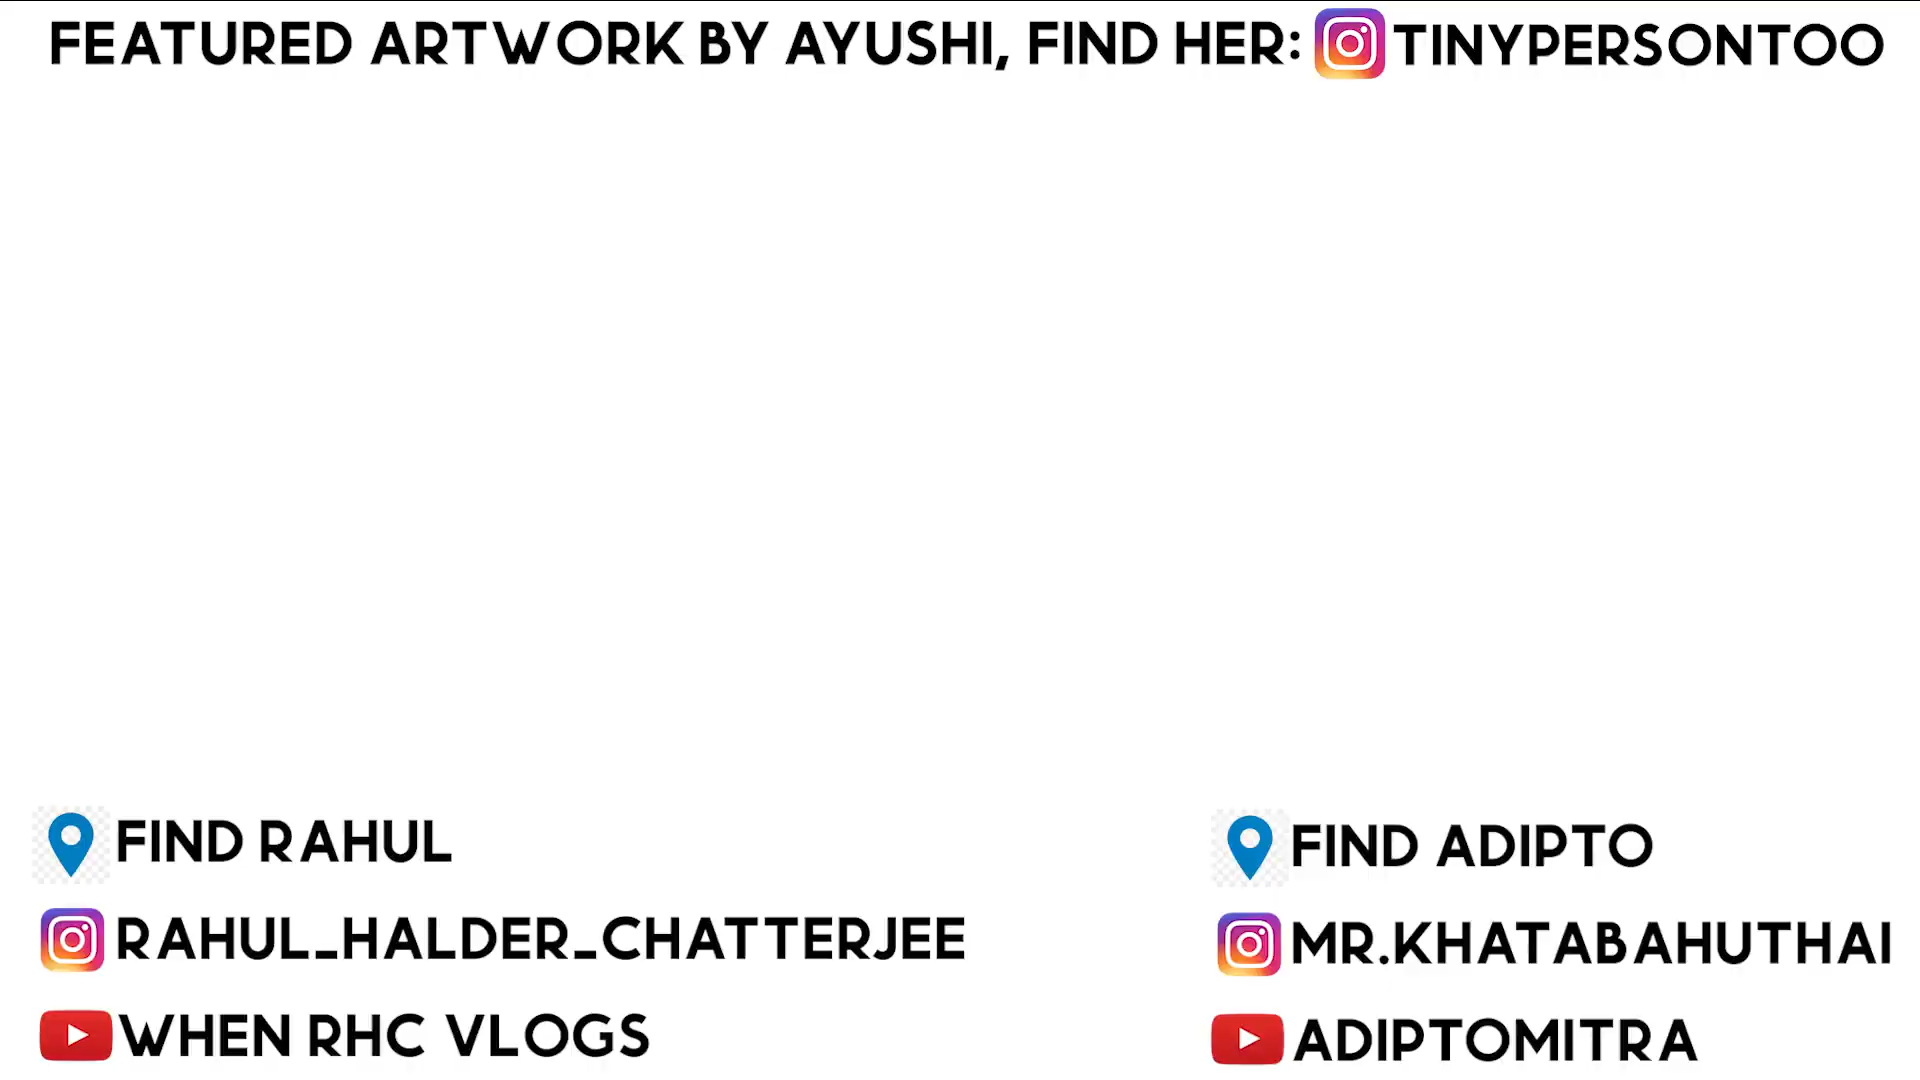 FEATURED ARTWORK BY AYUSHI, FIND HER: TINYPERSONTOO
FIND RAHUL
RAHUL_HALDER_CHATTERJEE
WHEN RHC VLOGS
FIND ADIPTO
MR.KHATABAHUTHAI
ADIPTOMITRA